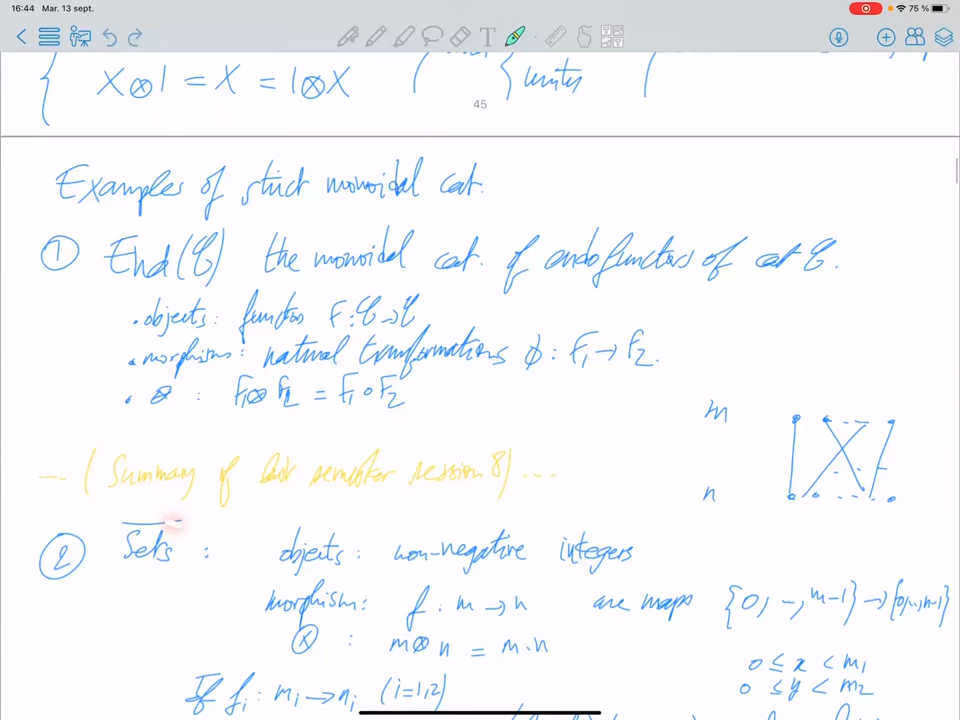 16:44 Mar. 13 sept. 75 %
X ⊗ 1 = X = 1 ⊗ X units
45
Examples of strict monoidal cat.
① End(𝒞) the monoidal cat. of endofunctors of cat 𝒞.
. objects: functors F: 𝒞 → 𝒞
. morphisms: natural transformations ϕ : F₁ → F₂.
. ⊗ : F₁ ⊗ F₂ = F₁ ∘ F₂
m
--- ( Summary of last semester session 8) ...
n
② Sets : objects: non-negative integers
morphism: f : m → n are maps {0, -, m-1} → {0,..,n-1}
⊗ : m ⊗ n = m·n
0 ≤ x < m₁
0 ≤ y < m₂
If fᵢ : mᵢ → nᵢ (i=1,2)